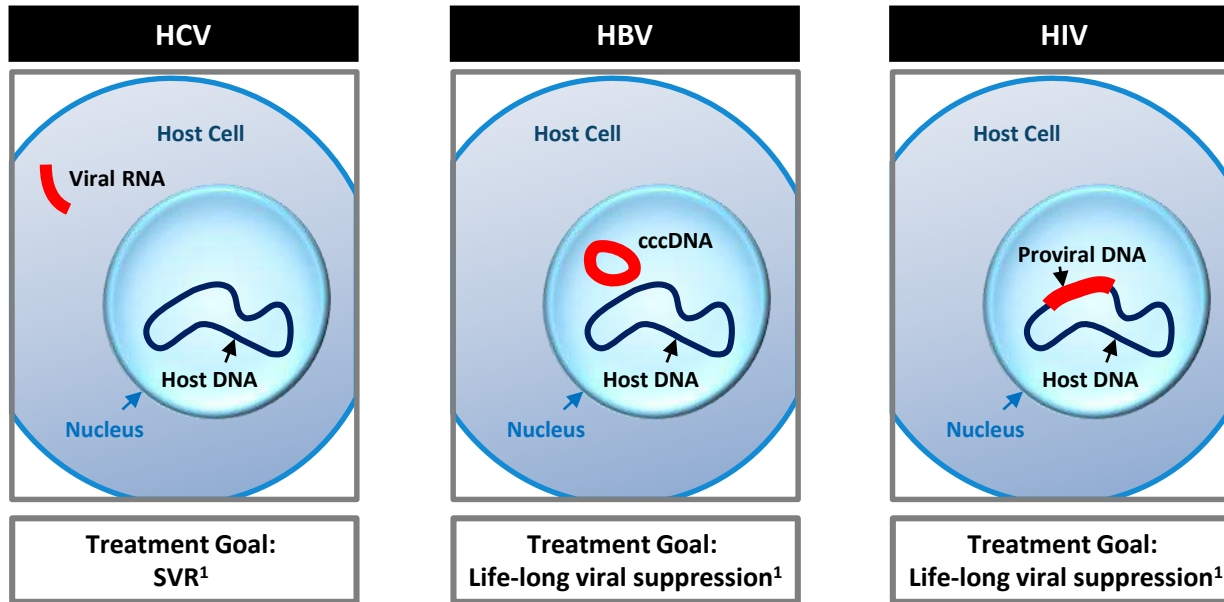 HCV
Host Cell
Viral RNA
Host DNA
Nucleus
Treatment Goal:
SVR1
HBV
Host Cell
cccDNA
Host DNA
Nucleus
Treatment Goal:
Life-long viral suppression1
HIV
Host Cell
Proviral DNA
Host DNA
Nucleus
Treatment Goal:
Life-long viral suppression1